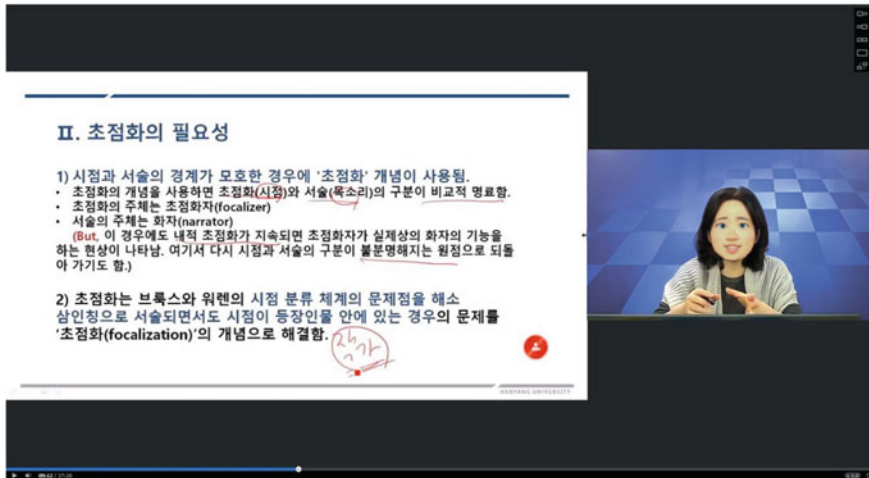 Ⅱ. 초점화의 필요성
1) 시점과 서술의 경계가 모호한 경우에 '초점화' 개념이 사용됨.
• 초점화의 개념을 사용하면 초점화(시점)와 서술(목소리)의 구분이 비교적 명료함.
• 초점화의 주체는 초점화자(focalizer)
• 서술의 주체는 화자(narrator)
(But, 이 경우에도 내적 초점화가 지속되면 초점화자가 실제상의 화자의 기능을
하는 현상이 나타남. 여기서 다시 시점과 서술의 구분이 불분명해지는 원점으로 되돌
아 가기도 함.)
2) 초점화는 브룩스와 워렌의 시점 분류 체계의 문제점을 해소
삼인칭으로 서술되면서도 시점이 등장인물 안에 있는 경우의 문제를
'초점화(focalization)'의 개념으로 해결함.
HANYANG UNIVERSITY